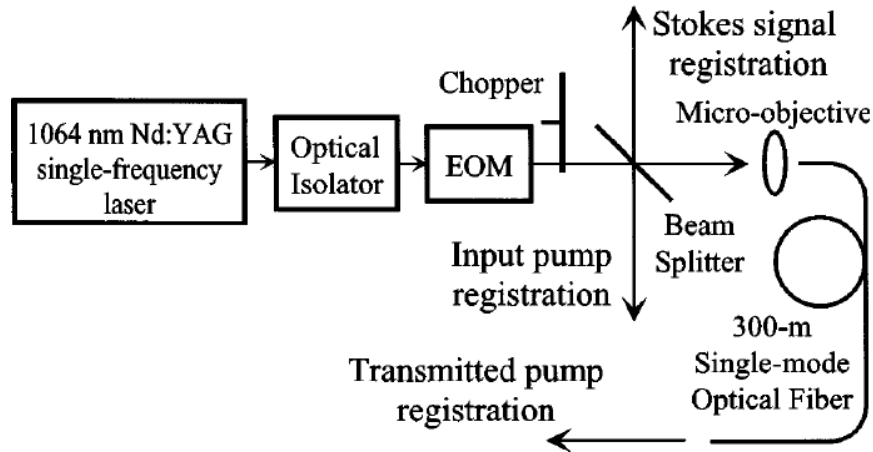 1064 nm Nd:YAG
single-frequency
laser
Optical
Isolator
EOM
Chopper
Stokes signal
registration
Micro-objective
Beam
Splitter
Input pump
registration
300-m
Single-mode
Optical Fiber
Transmitted pump
registration